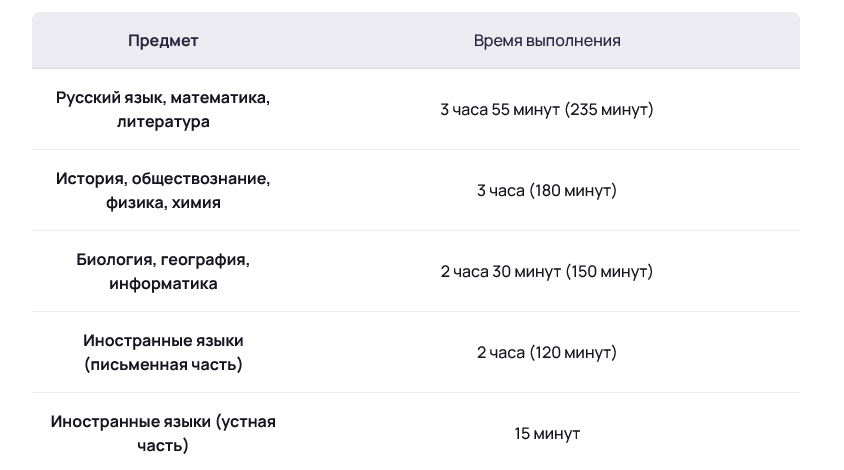 Предмет
Время выполнения
Русский язык, математика,
литература
3 часа 55 минут (235 минут)
История, обществознание,
физика, химия
3 часа (180 минут)
Биология, география,
информатика
2 часа 30 минут (150 минут)
Иностранные языки
(письменная часть)
2 часа (120 минут)
Иностранные языки (устная
часть)
15 минут